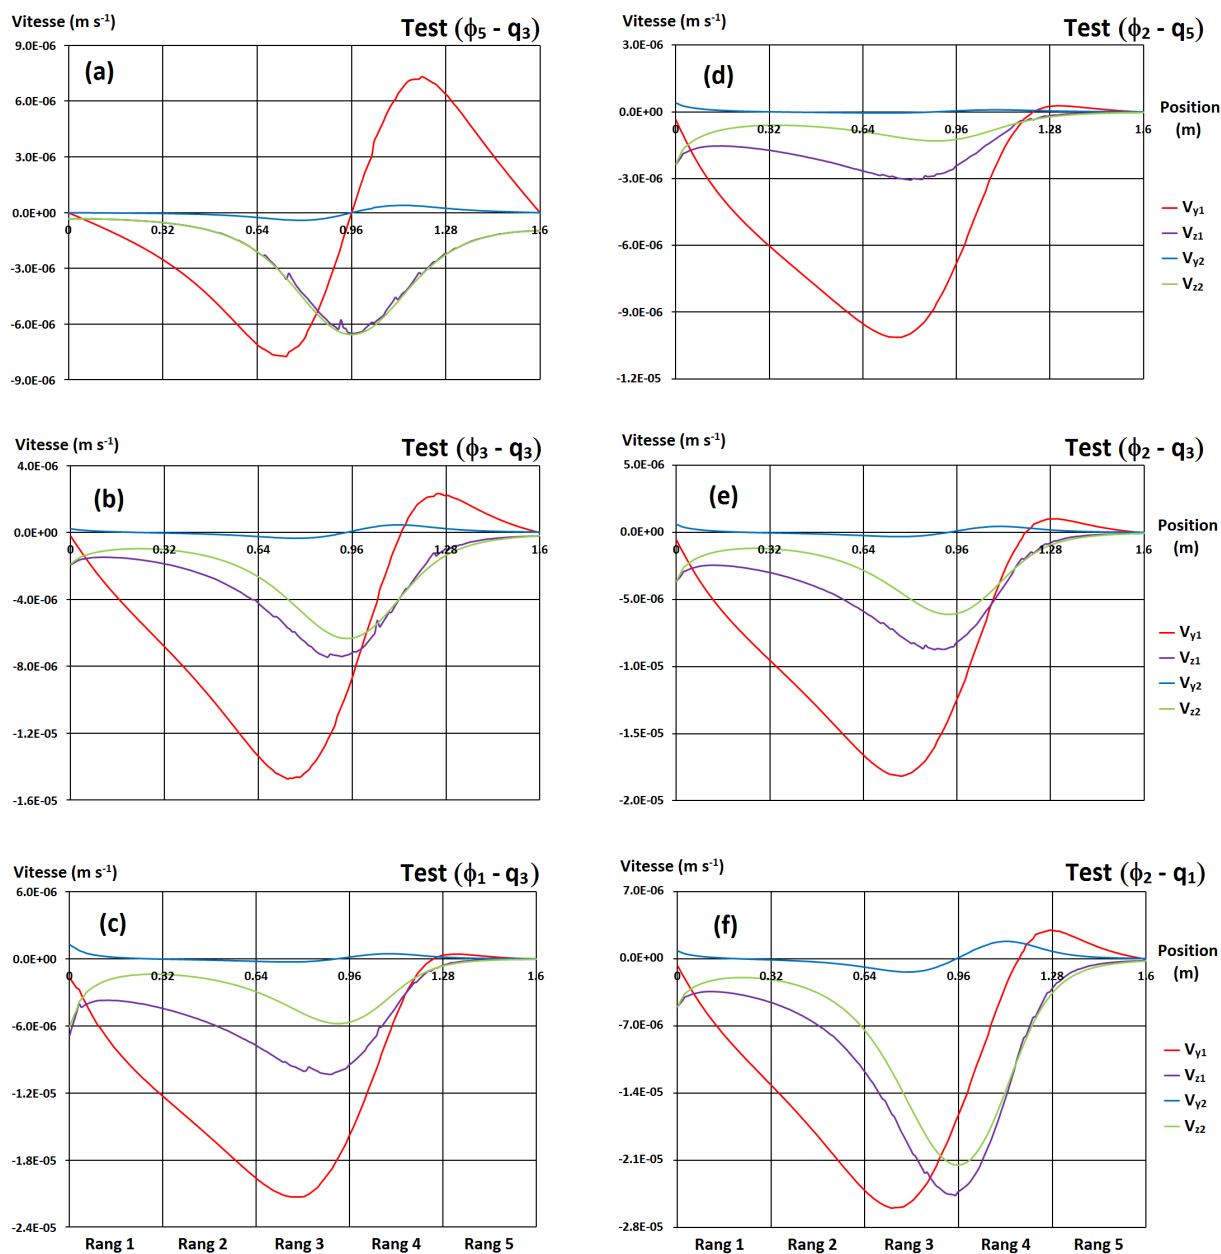 Vitesse (m s⁻¹)
Test (ϕ5 - q3)
9.0E-06
(a)
6.0E-06
3.0E-06
0.0E+00
0 0.32 0.64 0.96 1.28 1.6
-3.0E-06
-6.0E-06
-9.0E-06
Vitesse (m s⁻¹)
Test (ϕ2 - q5)
3.0E-06
(d)
0.0E+00
0 0.32 0.64 0.96 1.28 1.6
Position
(m)
-3.0E-06
-6.0E-06
-9.0E-06
-1.2E-05
Vy1
Vz1
Vy2
Vz2
Vitesse (m s⁻¹)
Test (ϕ3 - q3)
4.0E-06
(b)
0.0E+00
0 0.32 0.64 0.96 1.28 1.6
-4.0E-06
-8.0E-06
-1.2E-05
-1.6E-05
Vitesse (m s⁻¹)
Test (ϕ2 - q3)
5.0E-06
(e)
0.0E+00
0 0.32 0.64 0.96 1.28 1.6
Position
(m)
-5.0E-06
-1.0E-05
-1.5E-05
-2.0E-05
Vy1
Vz1
Vy2
Vz2
Vitesse (m s⁻¹)
Test (ϕ1 - q3)
6.0E-06
(c)
0.0E+00
0 0.32 0.64 0.96 1.28 1.6
-6.0E-06
-1.2E-05
-1.8E-05
-2.4E-05
Rang 1 Rang 2 Rang 3 Rang 4 Rang 5
Vitesse (m s⁻¹)
Test (ϕ2 - q1)
7.0E-06
(f)
0.0E+00
0 0.32 0.64 0.96 1.28 1.6
Position
(m)
-7.0E-06
-1.4E-05
-2.1E-05
-2.8E-05
Vy1
Vz1
Vy2
Vz2
Rang 1 Rang 2 Rang 3 Rang 4 Rang 5